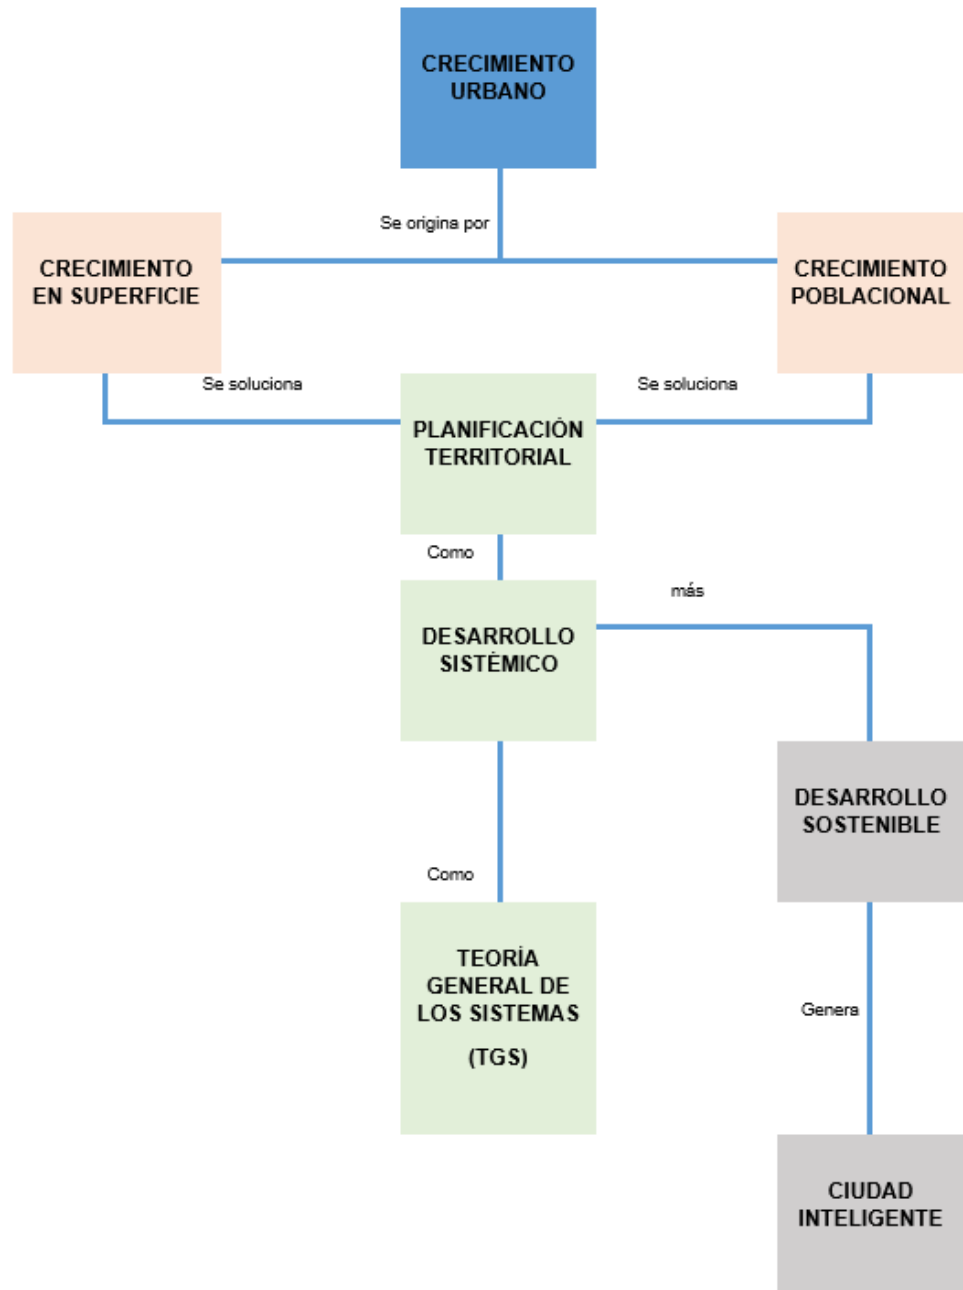 CRECIMIENTO
URBANO
Se origina por
CRECIMIENTO
EN SUPERFICIE
CRECIMIENTO
POBLACIONAL
Se soluciona
Se soluciona
PLANIFICACIÓN
TERRITORIAL
Como
DESARROLLO
SISTÉMICO
más
DESARROLLO
SOSTENIBLE
Como
TEORÍA
GENERAL DE
LOS SISTEMAS
(TGS)
Genera
CIUDAD
INTELIGENTE